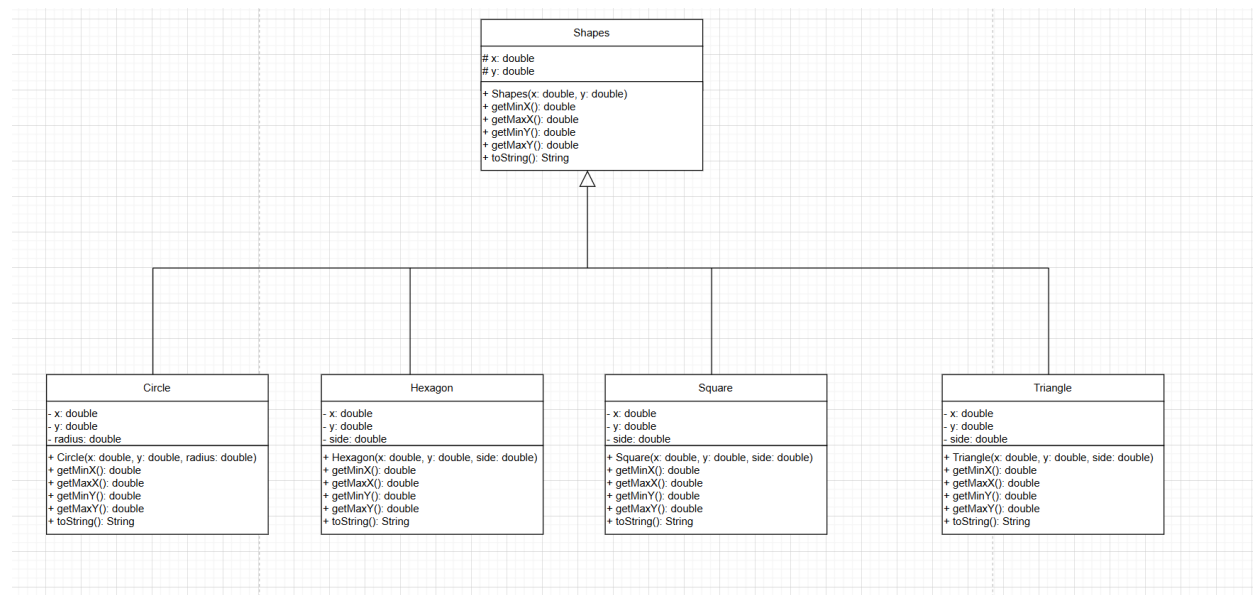 Shapes
# x: double
# y: double
+ Shapes(x: double, y: double)
+ getMinX(): double
+ getMaxX(): double
+ getMinY(): double
+ getMaxY(): double
+ toString(): String
Circle
- x: double
- y: double
- radius: double
+ Circle(x: double, y: double, radius: double)
+ getMinX(): double
+ getMaxX(): double
+ getMinY(): double
+ getMaxY(): double
+ toString(): String
Hexagon
- x: double
- y: double
- side: double
+ Hexagon(x: double, y: double, side: double)
+ getMinX(): double
+ getMaxX(): double
+ getMinY(): double
+ getMaxY(): double
+ toString(): String
Square
- x: double
- y: double
- side: double
+ Square(x: double, y: double, side: double)
+ getMinX(): double
+ getMaxX(): double
+ getMinY(): double
+ getMaxY(): double
+ toString(): String
Triangle
- x: double
- y: double
- side: double
+ Triangle(x: double, y: double, side: double)
+ getMinX(): double
+ getMaxX(): double
+ getMinY(): double
+ getMaxY(): double
+ toString(): String